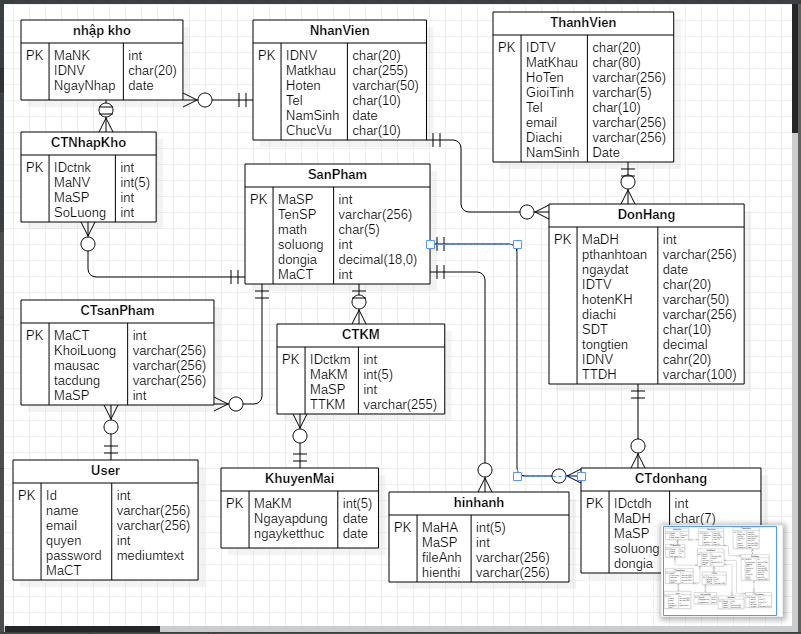 nhập kho
PK MaNK int
IDNV char(20)
NgayNhap date
NhanVien
PK IDNV char(20)
Matkhau char(255)
Hoten varchar(50)
Tel char(10)
NamSinh date
ChucVu char(10)
ThanhVien
PK IDTV char(20)
MatKhau char(80)
HoTen varchar(256)
GioiTinh varchar(5)
Tel char(10)
email varchar(256)
Diachi varchar(256)
NamSinh Date
CTNhapKho
PK IDctnk int
MaNV int(5)
MaSP int
SoLuong int
SanPham
PK MaSP int
TenSP varchar(256)
math char(5)
soluong int
dongia decimal(18,0)
MaCT int
DonHang
PK MaDH int
pthanhtoan varchar(256)
ngaydat date
IDTV char(20)
hotenKH varchar(50)
diachi varchar(256)
SDT char(10)
tongtien decimal
IDNV cahr(20)
TTDH varchar(100)
CTsanPham
PK MaCT int
KhoiLuong varchar(256)
mausac varchar(256)
tacdung varchar(256)
MaSP int
CTKM
PK IDctkm int
MaKM int(5)
MaSP int
TTKM varchar(255)
User
PK Id int
name varchar(256)
email varchar(256)
quyen int
password mediumtext
MaCT
KhuyenMai
PK MaKM int(5)
Ngayapdung date
ngayketthuc date
hinhanh
PK MaHA int(5)
MaSP int
fileAnh varchar(256)
hienthi varchar(256)
CTdonhang
PK IDctdh int
MaDH char(7)
MaSP
soluong
dongia